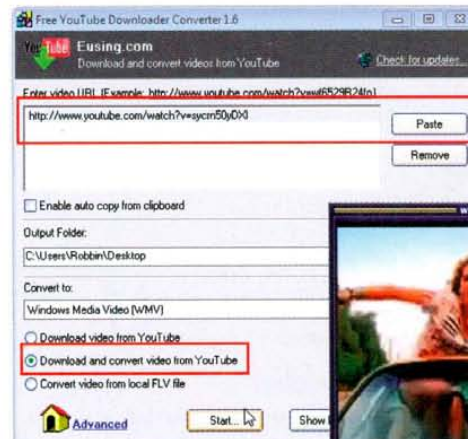 Free YouTube Downloader Converter 1.6
You Tube Eusing.com
Download and convert videos from YouTube
Check for updates...
Enter video URL (Example: http://www.youtube.com/watch?v=wf6529B24fo)
http://www.youtube.com/watch?v=sycm50yDXI
Paste
Remove
Enable auto copy from clipboard
Output Folder:
C:\Users\Robbin\Desktop
Convert to:
Windows Media Video (WMV)
Download video from YouTube
Download and convert video from YouTube
Convert video from local FLV file
Advanced
Start...
Show